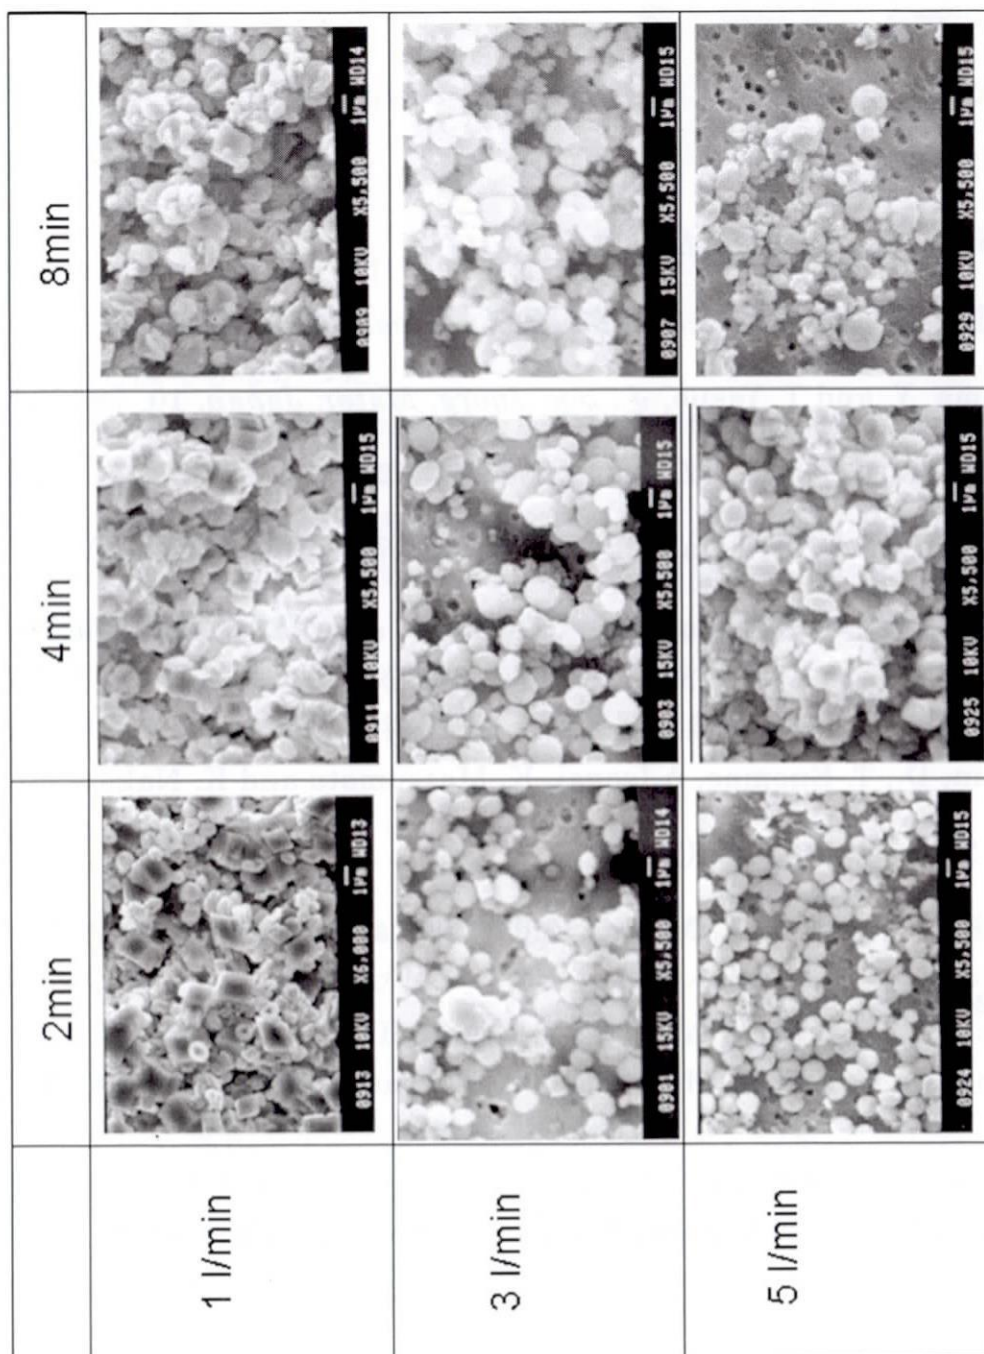 2min 4min 8min
1 l/min
0913 10KV X6,000 1µm WD13
0911 10KV X5,500 1µm WD15
0909 10KV X5,500 1µm WD14
3 l/min
0901 15KV X5,500 1µm WD14
0903 15KV X5,500 1µm WD15
0907 15KV X5,500 1µm WD15
5 l/min
0924 10KV X5,500 1µm WD15
0925 10KV X5,500 1µm WD15
0929 10KV X5,500 1µm WD15